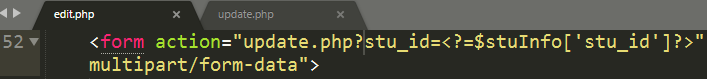 edit.php × update.php ×
52 <form action="update.php?stu_id=<?=$stuInfo['stu_id']?>"
multipart/form-data">